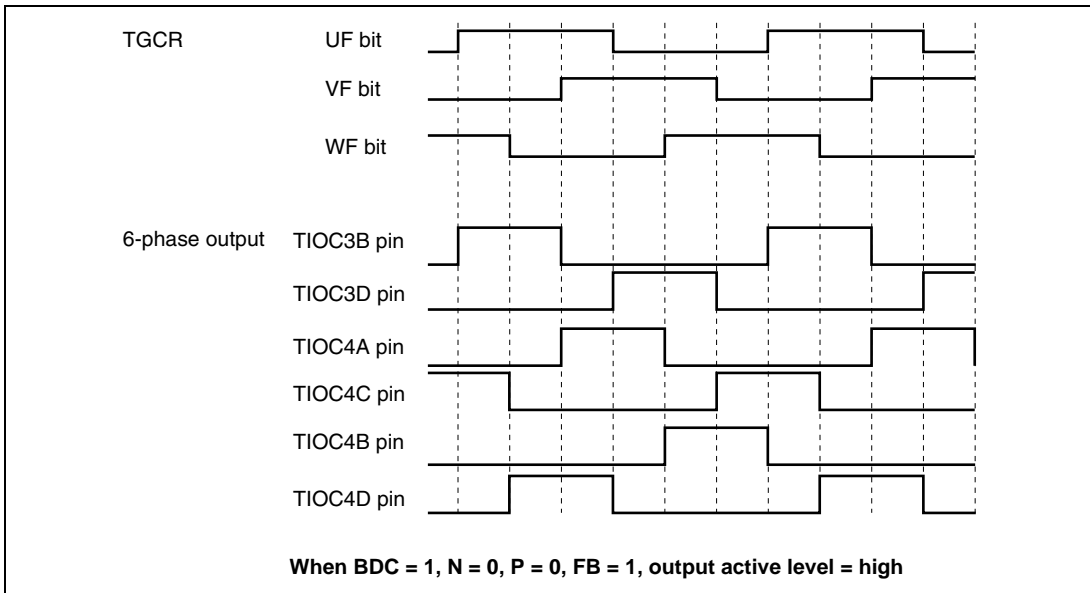 TGCR UF bit
VF bit
WF bit
6-phase output TIOC3B pin
TIOC3D pin
TIOC4A pin
TIOC4C pin
TIOC4B pin
TIOC4D pin
When BDC = 1, N = 0, P = 0, FB = 1, output active level = high